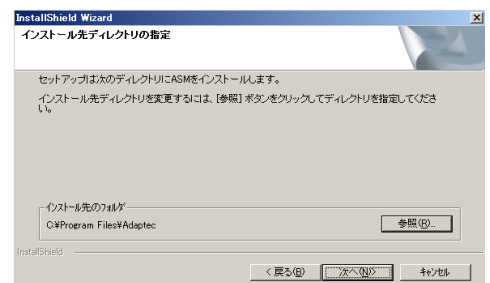 InstallShield Wizard
インストール先ディレクトリの指定
セットアップは次のディレクトリにASMをインストールします。
インストール先ディレクトリを変更するには、[参照] ボタンをクリックしてディレクトリを指定してくださ
い。
インストール先のフォルダ
C:¥Program Files¥Adaptec
参照(R)...
InstallShield
< 戻る(B) 次へ(N)> キャンセル